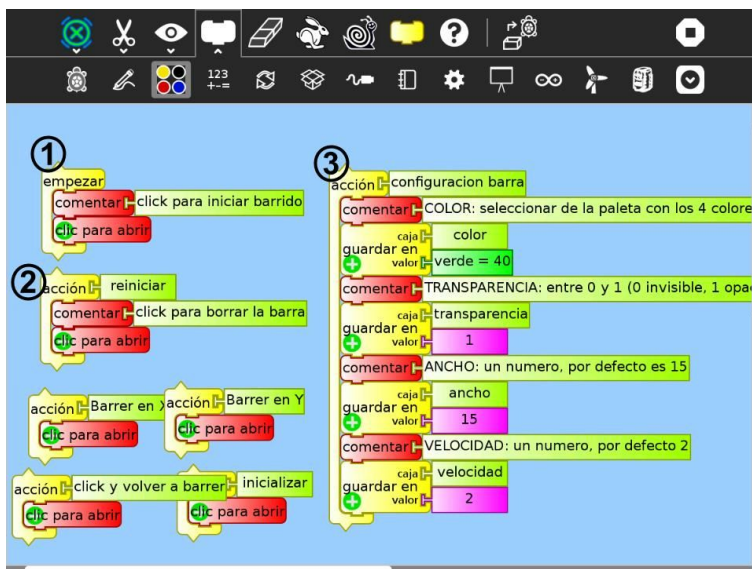 123
+-=
1
empezar
comentar click para iniciar barrido
clic para abrir
2
acción reiniciar
comentar click para borrar la barra
clic para abrir
acción Barrer en
clic para abrir
acción Barrer en Y
clic para abrir
acción click y volver a barrer
clic para abrir
inicializar
clic para abrir
3
acción configuracion barra
comentar COLOR: seleccionar de la paleta con los 4 colore
caja color
guardar en
valor verde = 40
comentar TRANSPARENCIA: entre 0 y 1 (0 invisible, 1 opa
caja transparencia
guardar en
valor 1
comentar ANCHO: un numero, por defecto es 15
caja ancho
guardar en
valor 15
comentar VELOCIDAD: un numero, por defecto 2
caja velocidad
guardar en
valor 2